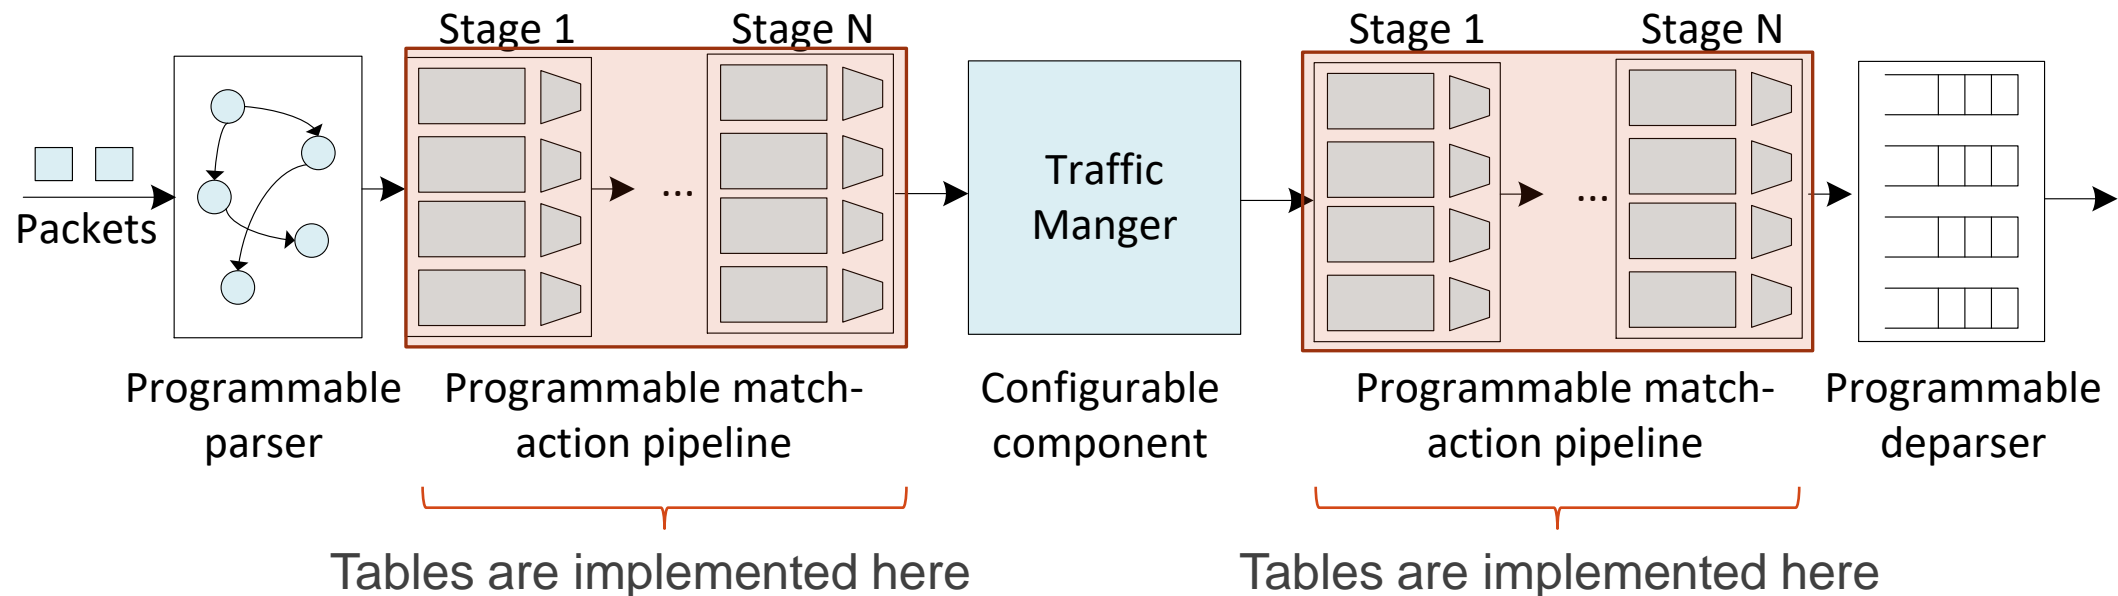 Stage 1
Stage N
Stage 1
Stage N
Packets
...
Traffic
Manger
...
Programmable
parser
Programmable match-
action pipeline
Configurable
component
Programmable match-
action pipeline
Programmable
deparser
Tables are implemented here
Tables are implemented here